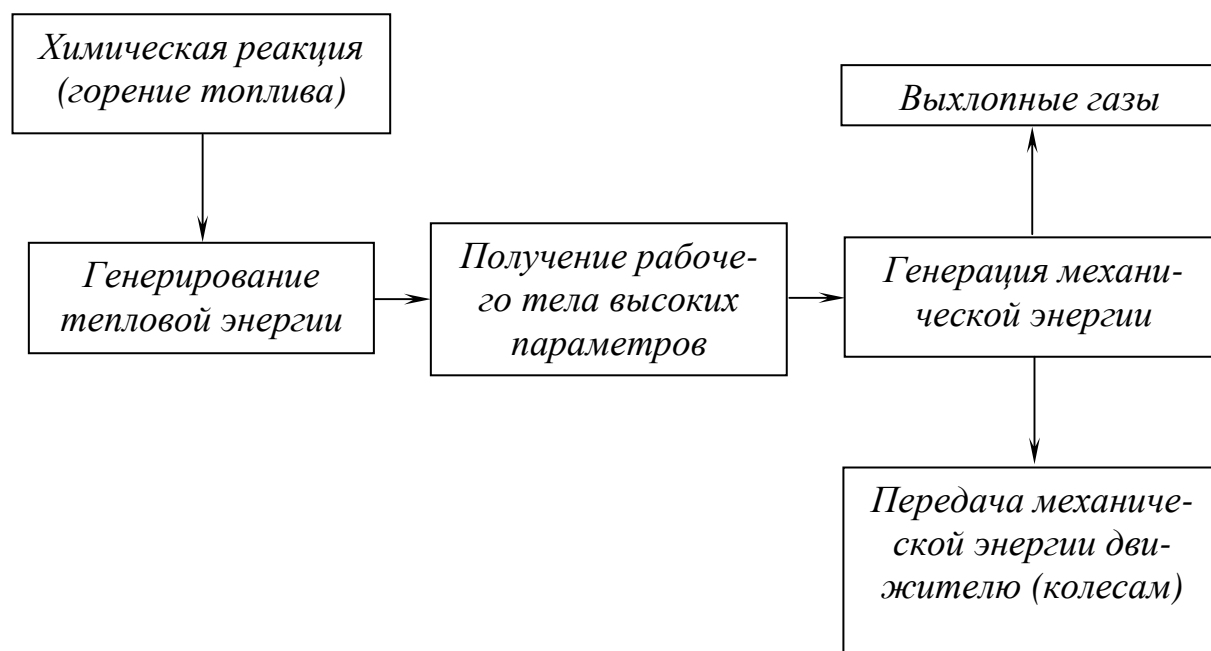 Химическая реакция
(горение топлива)
Выхлопные газы
Генерирование
тепловой энергии
Получение рабоче-
го тела высоких
параметров
Генерация механи-
ческой энергии
Передача механиче-
ской энергии дви-
жителю (колесам)